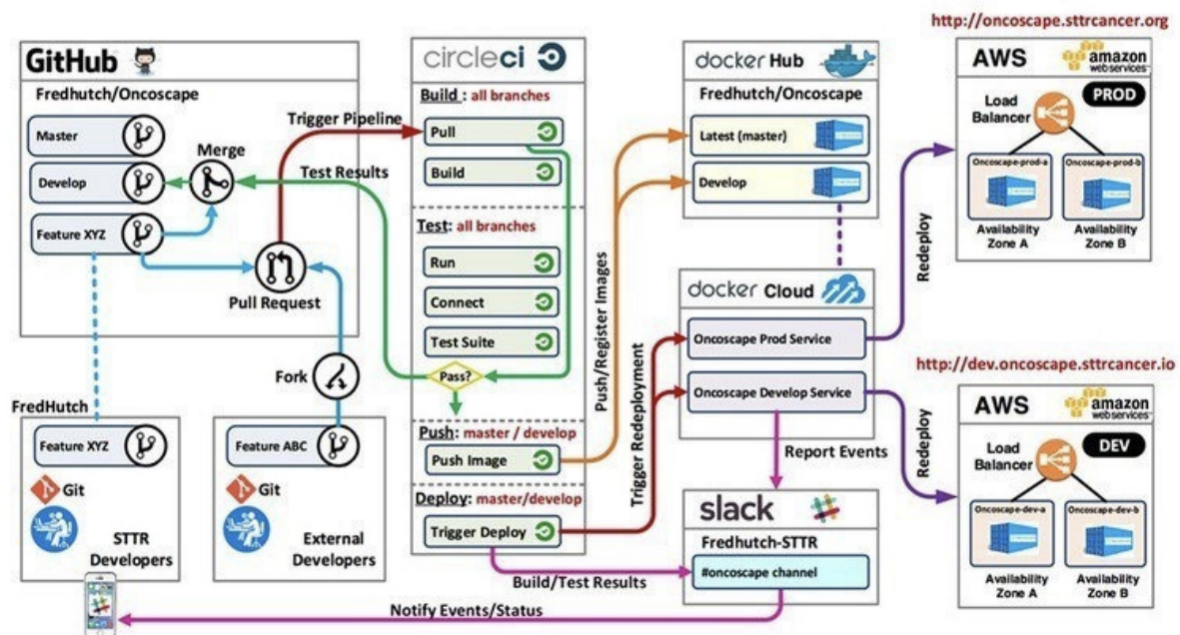 http://oncoscape.sttrcancer.org
GitHub
Fredhutch/Oncoscape
Master
Develop
Feature XYZ
Merge
Pull Request
Trigger Pipeline
Test Results
Fork
FredHutch
Feature XYZ
Git
STTR
Developers
Feature ABC
Git
External
Developers
circleci
Build : all branches
Pull
Build
Test: all branches
Run
Connect
Test Suite
Pass?
Push: master / develop
Push Image
Deploy: master/develop
Trigger Deploy
Push/Register Images
Trigger Redeployment
Build/Test Results
Notify Events/Status
docker Hub
Fredhutch/Oncoscape
Latest (master)
Develop
docker Cloud
Oncoscape Prod Service
Oncoscape Develop Service
Report Events
slack
Fredhutch-STTR
#oncoscape channel
Redeploy
Redeploy
AWS
amazon
web services
PROD
Load
Balancer
Oncoscape-prod-a
Oncoscape-prod-b
Availability
Zone A
Availability
Zone B
http://dev.oncoscape.sttrcancer.io
AWS
amazon
web services
DEV
Load
Balancer
Oncoscape-dev-a
Oncoscape-dev-b
Availability
Zone A
Availability
Zone B